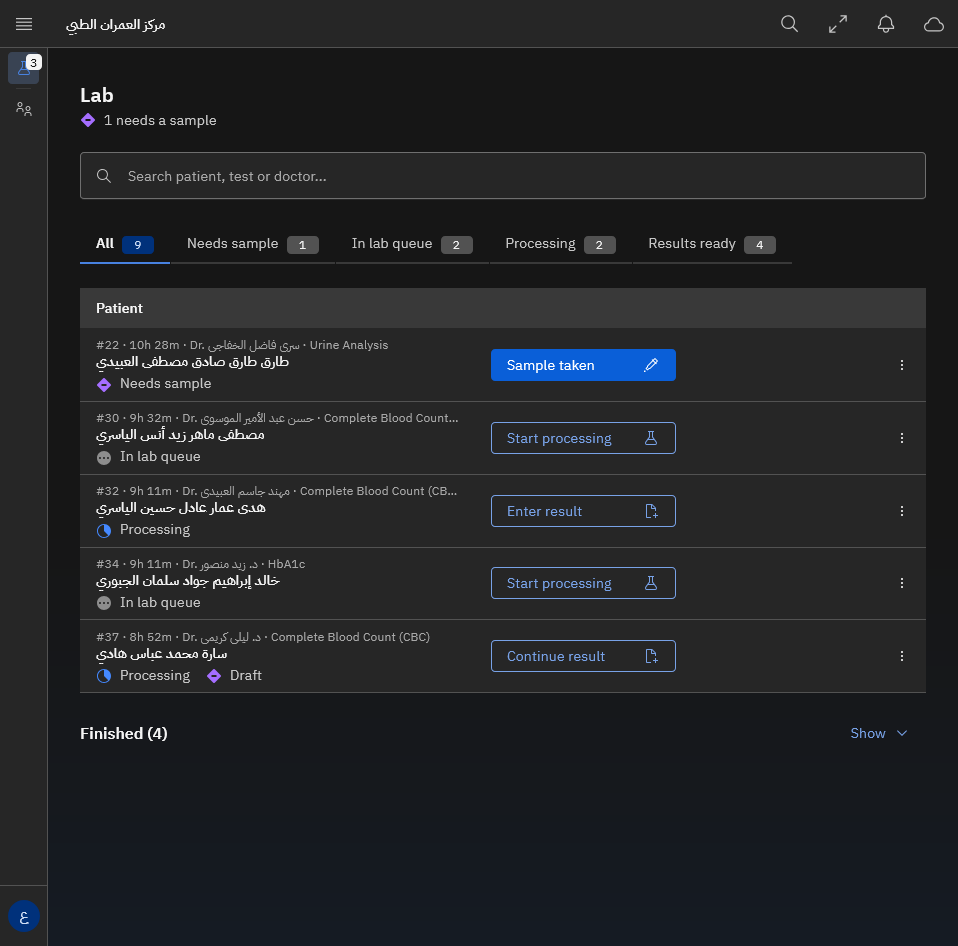 مركز العمران الطبي
3
Lab
1 needs a sample
Search patient, test or doctor...
All 9 Needs sample 1 In lab queue 2 Processing 2 Results ready 4
Patient
#22 · 10h 28m · Dr. سرى فاضل الخفاجي · Urine Analysis
طارق طارق صادق مصطفى العبيدي
Needs sample
Sample taken
#30 · 9h 32m · Dr. حسن عبد الأمير الموسوي · Complete Blood Count...
مصطفى ماهر زيد أنس الياسري
In lab queue
Start processing
#32 · 9h 11m · Dr. مهند جاسم العبيدي · Complete Blood Count (CB...
هدى عمار عادل حسين الياسري
Processing
Enter result
#34 · 9h 11m · Dr. د. زيد منصور · HbA1c
خالد إبراهيم جواد سلمان الجبوري
In lab queue
Start processing
#37 · 8h 52m · Dr. د. ليلى كريمي · Complete Blood Count (CBC)
سارة محمد عباس هادي
Processing Draft
Continue result
Finished (4) Show
ع